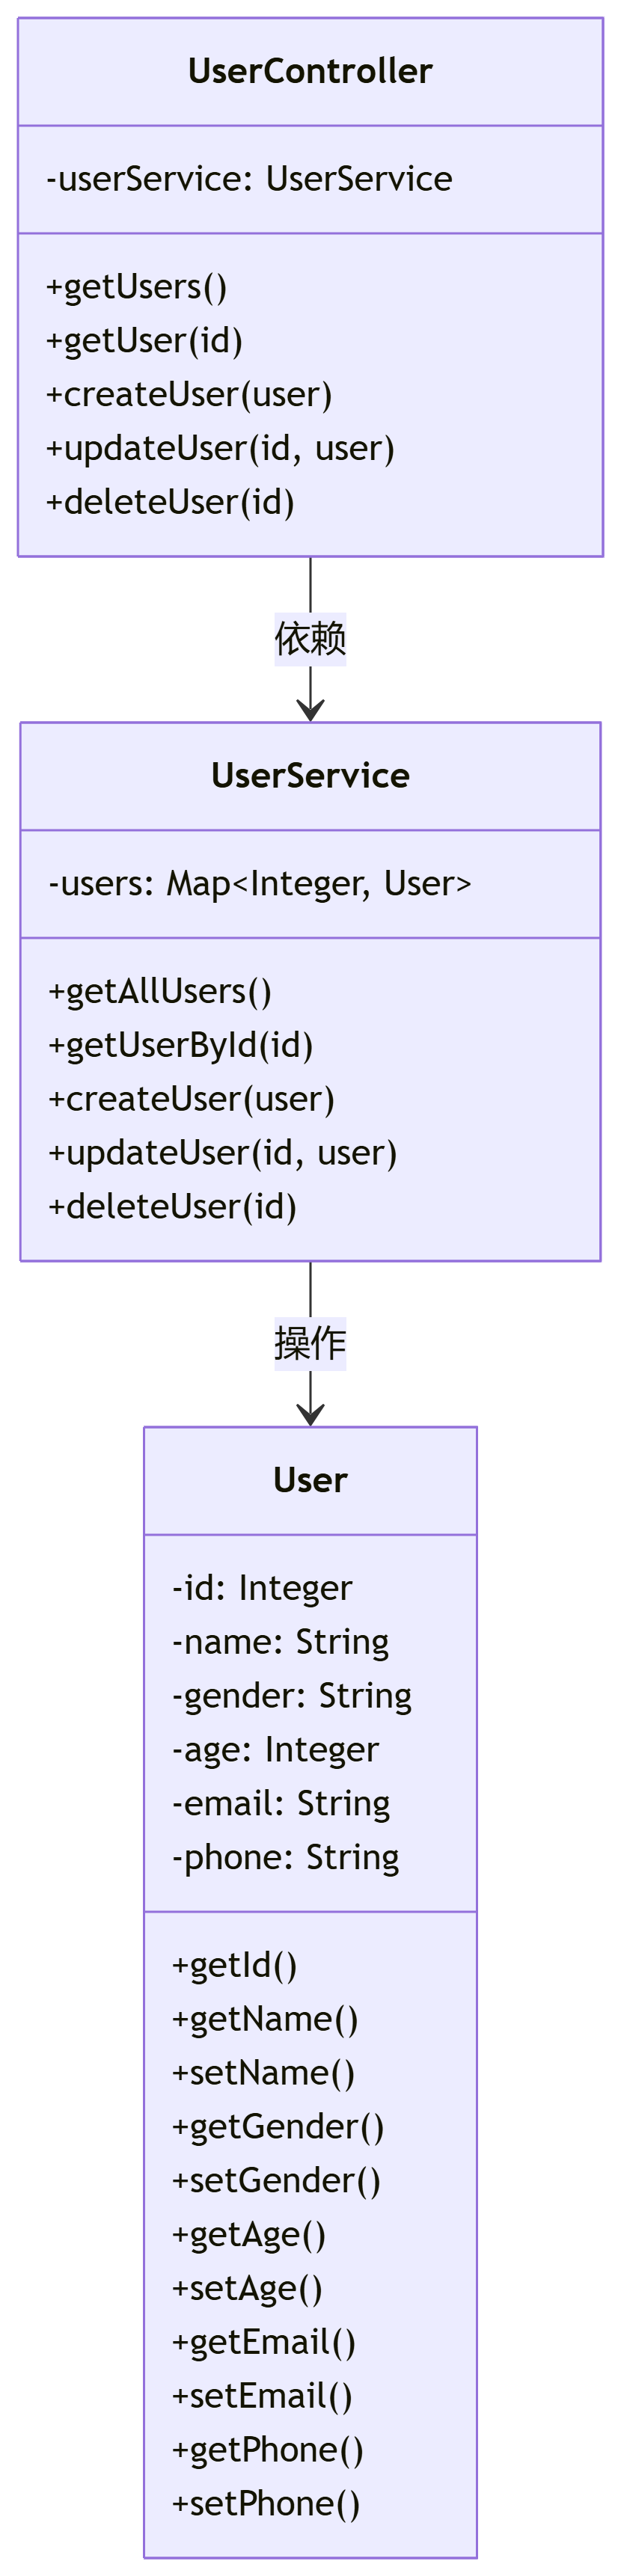 UserController
-userService: UserService
+getUsers()
+getUser(id)
+createUser(user)
+updateUser(id, user)
+deleteUser(id)
依赖
UserService
-users: Map<Integer, User>
+getAllUsers()
+getUserById(id)
+createUser(user)
+updateUser(id, user)
+deleteUser(id)
操作
User
-id: Integer
-name: String
-gender: String
-age: Integer
-email: String
-phone: String
+getId()
+getName()
+setName()
+getGender()
+setGender()
+getAge()
+setAge()
+getEmail()
+setEmail()
+getPhone()
+setPhone()